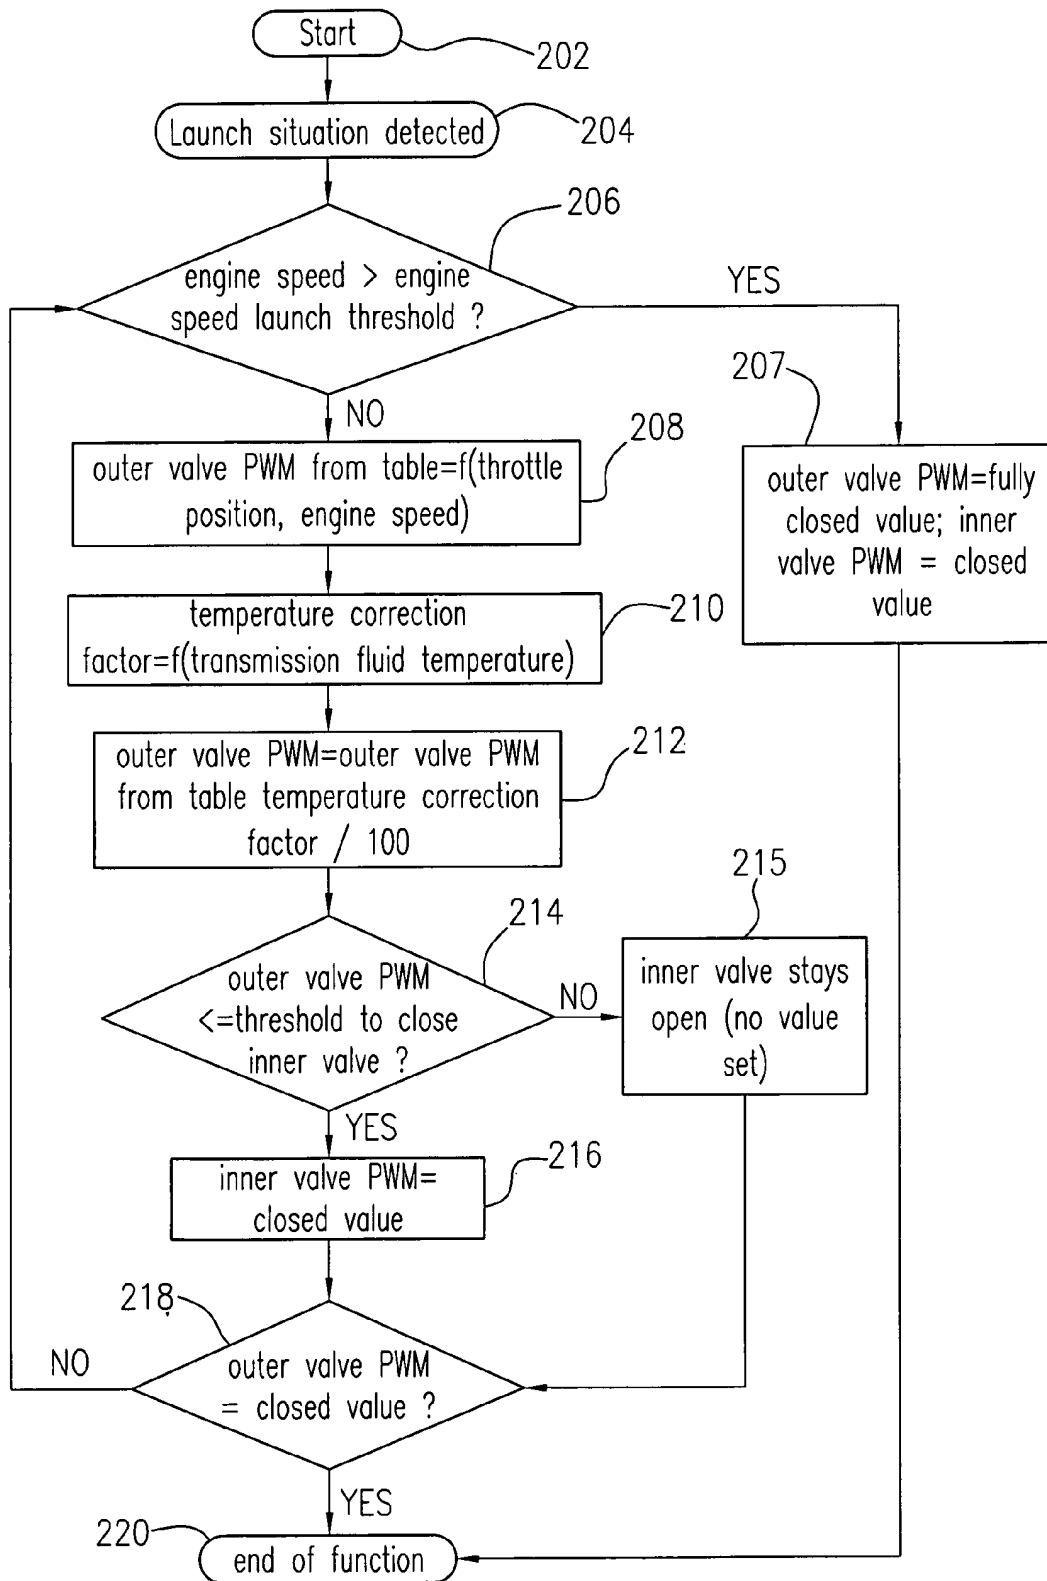 Start
202
Launch situation detected
204
206
engine speed > engine
speed launch threshold ?
YES
NO
207
outer valve PWM=fully
closed value; inner
valve PWM = closed
value
208
outer valve PWM from table=f(throttle
position, engine speed)
210
temperature correction
factor=f(transmission fluid temperature)
212
outer valve PWM=outer valve PWM
from table temperature correction
factor / 100
214
outer valve PWM
<=threshold to close
inner valve ?
NO
215
inner valve stays
open (no value
set)
YES
216
inner valve PWM=
closed value
218
outer valve PWM
= closed value ?
NO
YES
220
end of function